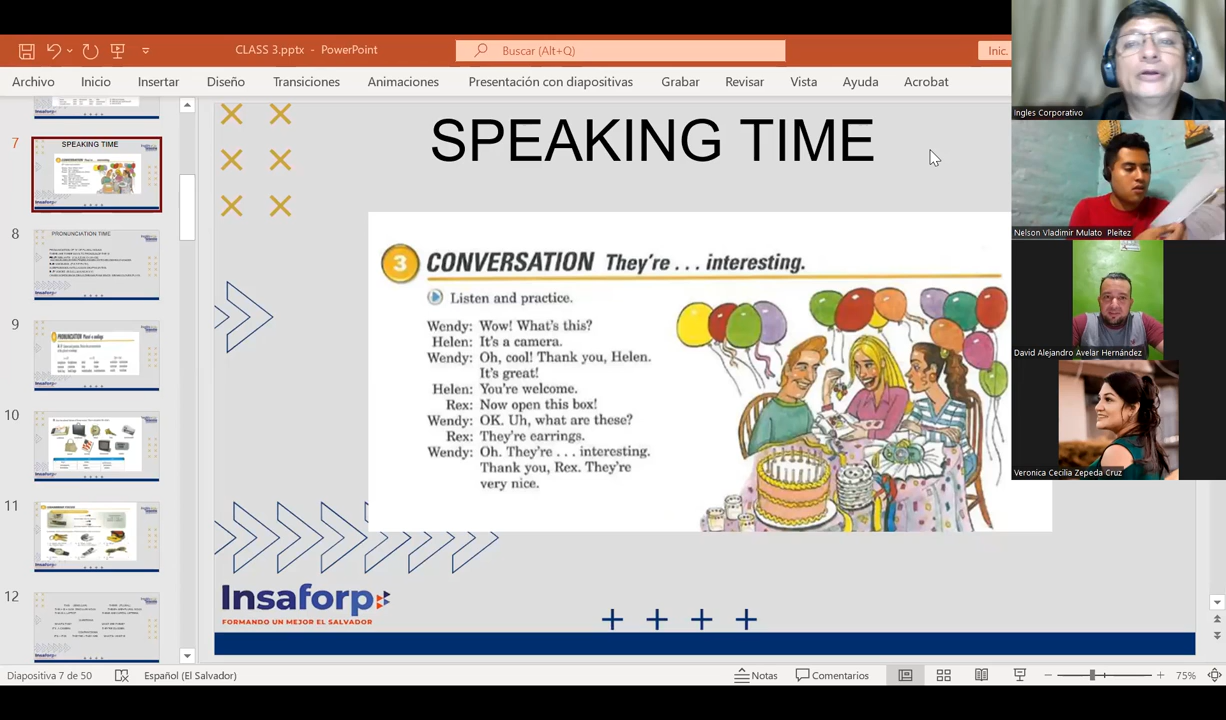 CLASS 3.pptx - PowerPoint
Buscar (Alt+Q)
Inic.
Archivo Inicio Insertar Diseño Transiciones Animaciones Presentación con diapositivas Grabar Revisar Vista Ayuda Acrobat
7
SPEAKING TIME
8
PRONUNCIATION TIME
9
10
11
12
SPEAKING TIME
3 CONVERSATION They're . . . interesting.
Listen and practice.
Wendy: Wow! What's this?
Helen: It's a camera.
Wendy: Oh, cool! Thank you, Helen.
It's great!
Helen: You're welcome.
Rex: Now open this box!
Wendy: OK. Uh, what are these?
Rex: They're earrings.
Wendy: Oh. They're . . . interesting.
Thank you, Rex. They're
very nice.
Insaforp
FORMANDO UN MEJOR EL SALVADOR
Ingles Corporativo
Nelson Vladimir Mulato Pleitez
David Alejandro Avelar Hernández
Veronica Cecilia Zepeda Cruz
Diapositiva 7 de 50
Español (El Salvador)
Notas
Comentarios
75%